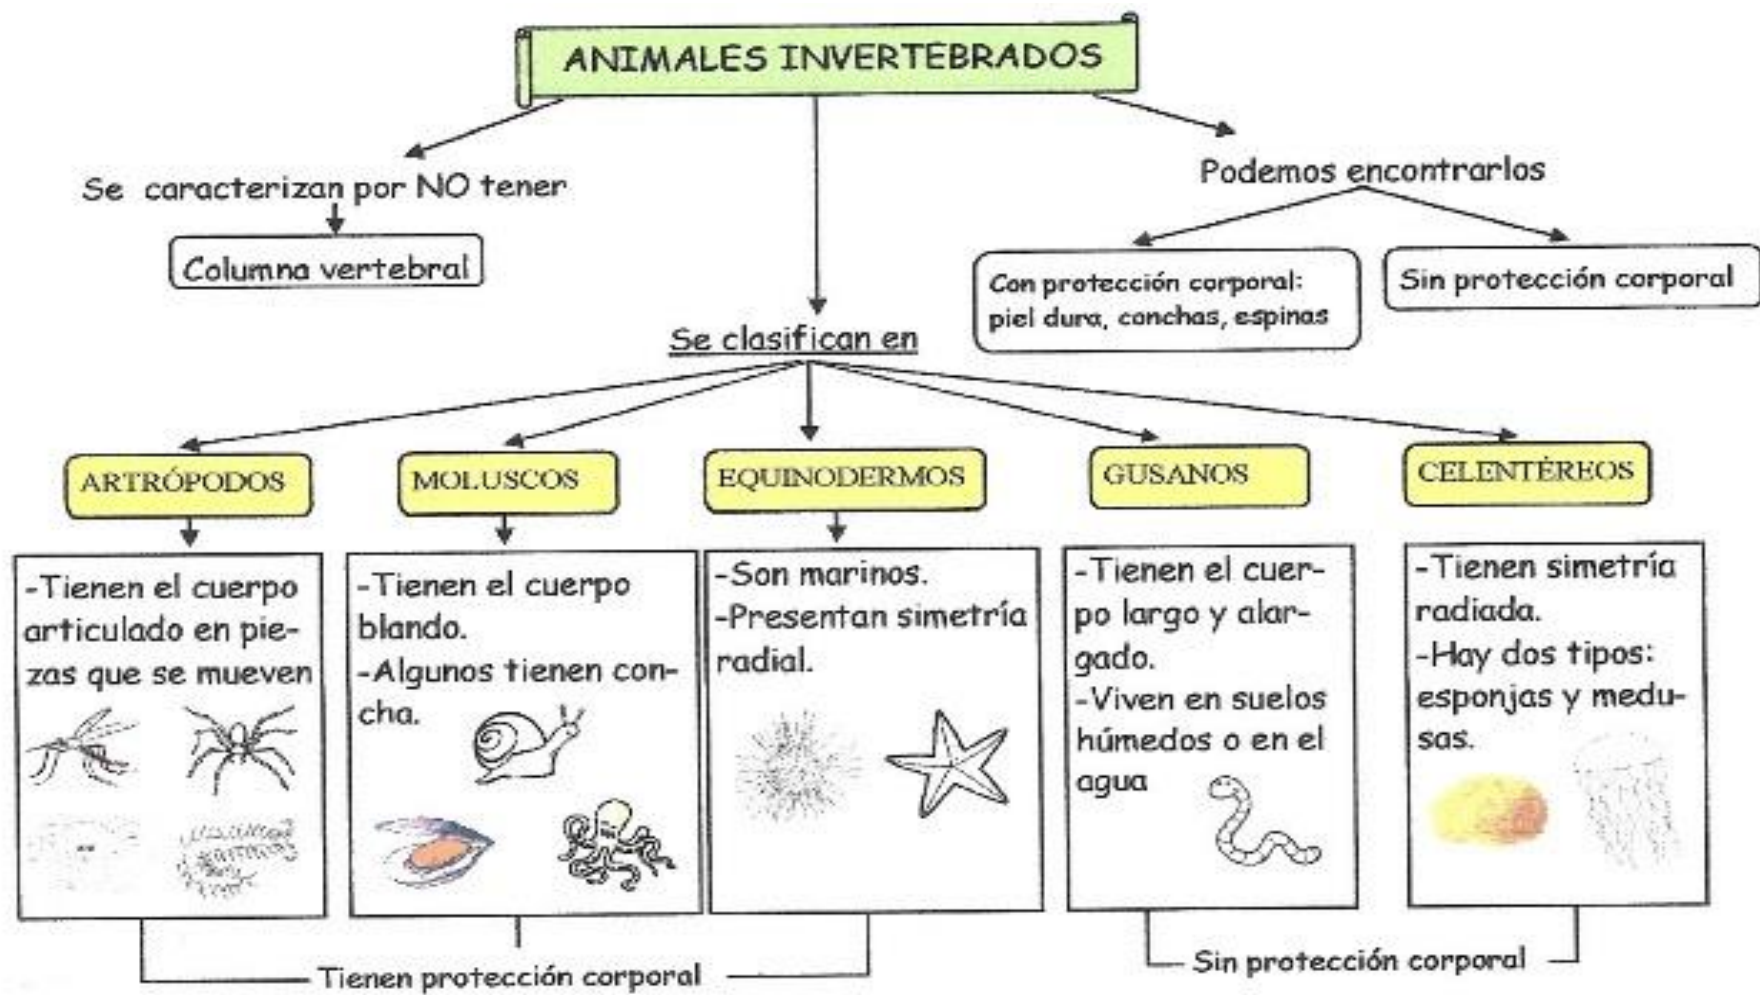 ANIMALES INVERTEBRADOS
Se caracterizan por NO tener
Columna vertebral
Podemos encontrarlos
Con protección corporal:
piel dura, conchas, espinas
Sin protección corporal
Se clasifican en
ARTRÓPODOS
-Tienen el cuerpo
articulado en pie-
zas que se mueven
MOLUSCOS
-Tienen el cuerpo
blando.
-Algunos tienen con-
cha.
EQUINODERMOS
-Son marinos.
-Presentan simetría
radial.
GUSANOS
-Tienen el cuer-
po largo y alar-
gado.
-Viven en suelos
húmedos o en el
agua
CELENTÉREOS
-Tienen simetría
radiada.
-Hay dos tipos:
esponjas y medu-
sas.
Tienen protección corporal
Sin protección corporal